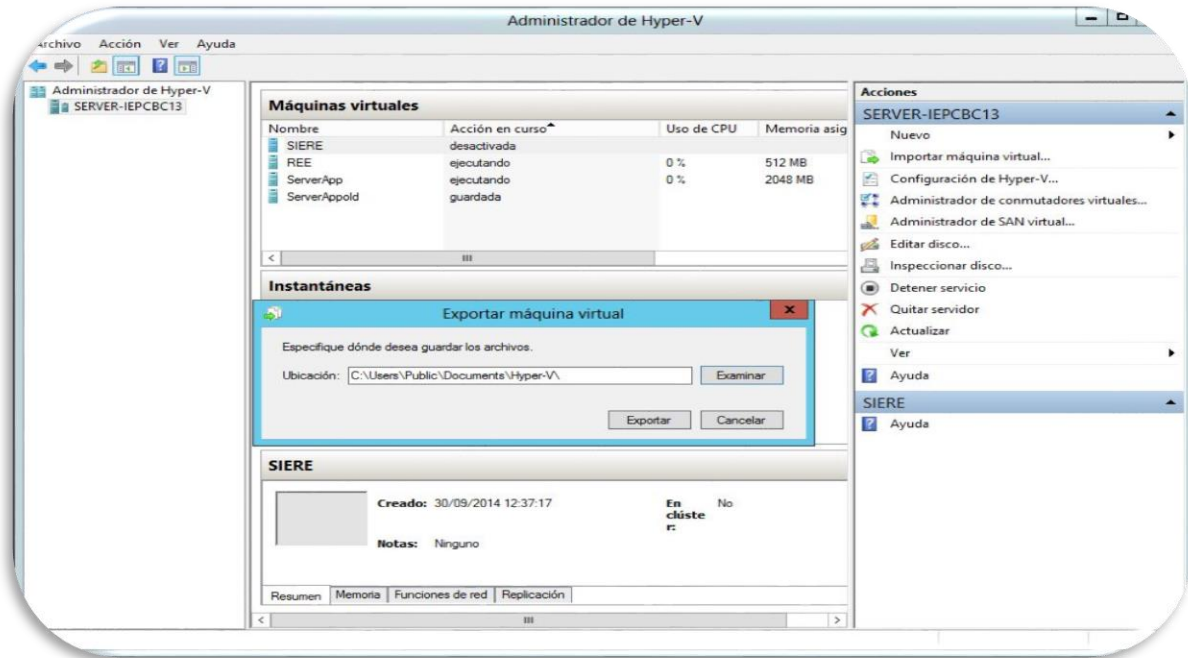 Administrador de Hyper-V
Archivo Acción Ver Ayuda
Administrador de Hyper-V
SERVER-IEPCBC13
Máquinas virtuales
Nombre Acción en curso Uso de CPU Memoria asig
SIERE desactivada
REE ejecutando 0 % 512 MB
ServerApp ejecutando 0 % 2048 MB
ServerAppold guardada
Instantáneas
Exportar máquina virtual
Especifique dónde desea guardar los archivos.
Ubicación: C:\Users\Public\Documents\Hyper-V\ Examinar
Exportar Cancelar
SIERE
Creado: 30/09/2014 12:37:17 En clúste r: No
Notas: Ninguno
Resumen Memoria Funciones de red Replicación
Acciones
SERVER-IEPCBC13
Nuevo
Importar máquina virtual...
Configuración de Hyper-V...
Administrador de conmutadores virtuales...
Administrador de SAN virtual...
Editar disco...
Inspeccionar disco...
Detener servicio
Quitar servidor
Actualizar
Ver
Ayuda
SIERE
Ayuda